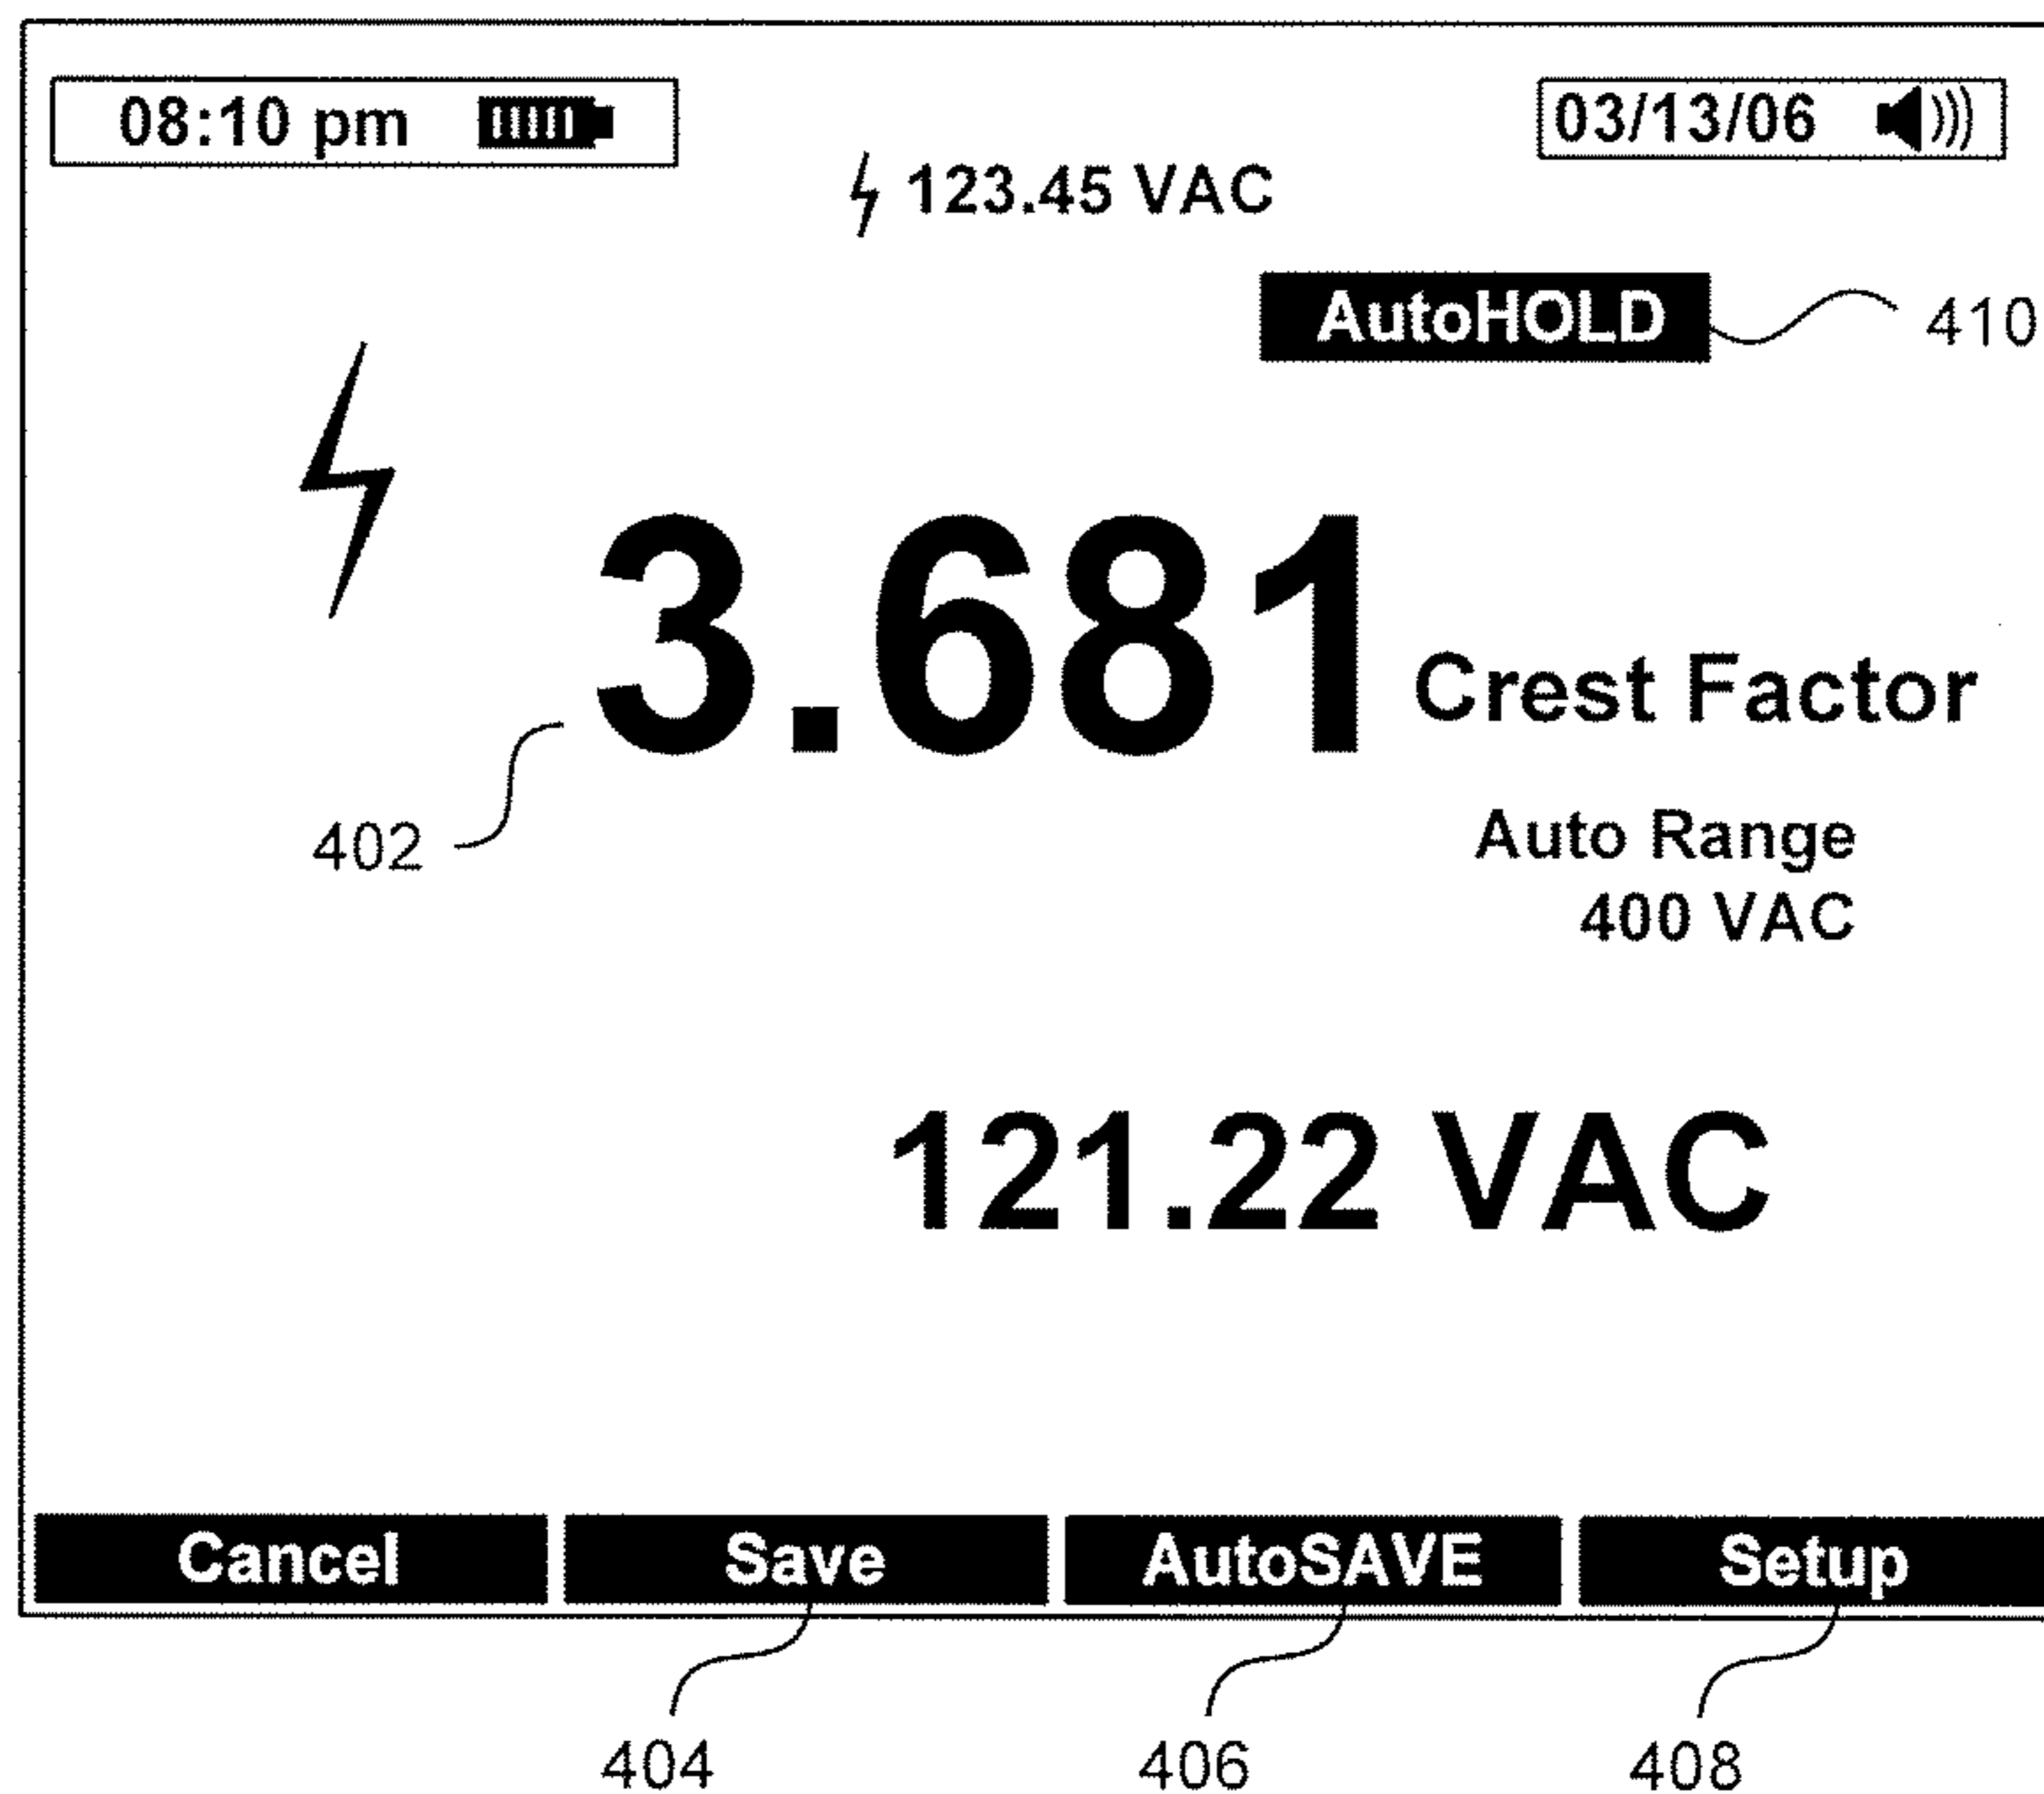 08:10 pm 03/13/06
123.45 VAC
AutoHOLD 410
3.681 Crest Factor
402 Auto Range
400 VAC
121.22 VAC
Cancel Save AutoSAVE Setup
404 406 408